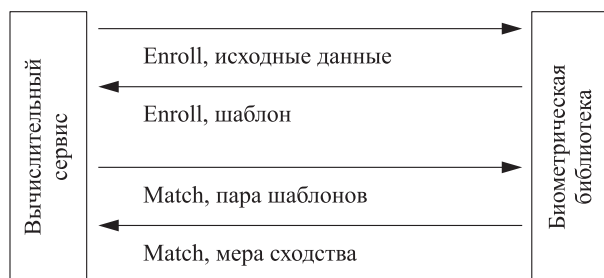 Вычислительный
сервис
Enroll, исходные данные
Enroll, шаблон
Match, пара шаблонов
Match, мера сходства
Биометрическая
библиотека